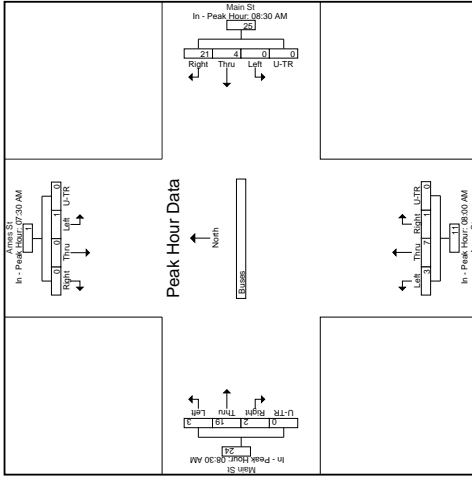 Main St
In - Peak Hour: 08:30 AM
25
21 4 0 0
Right Thru Left U-TR
Ames St
In - Peak Hour: 07:30 AM
1
0 0 1 0
Right Thru Left U-TR
Peak Hour Data
North
Buses
3 7 1 0
Left Thru Right U-TR
11
In - Peak Hour: 08:00 AM
3 19 2 0
Left Thru Right U-TR
24
In - Peak Hour: 08:30 AM
Main St